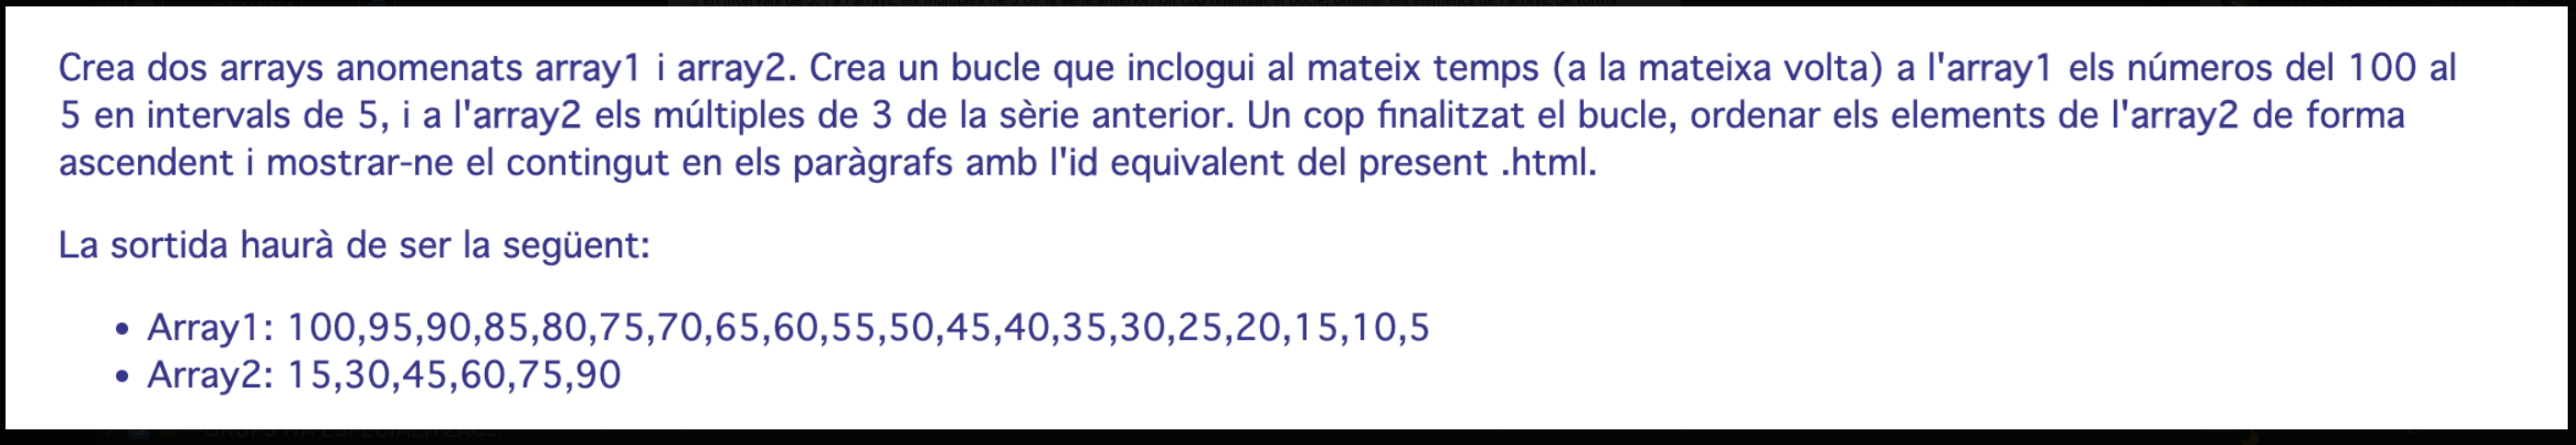 Crea dos arrays anomenats array1 i array2. Crea un bucle que inclogui al mateix temps (a la mateixa volta) a l'array1 els números del 100 al
5 en intervals de 5, i a l'array2 els múltiples de 3 de la sèrie anterior. Un cop finalitzat el bucle, ordenar els elements de l'array2 de forma
ascendent i mostrar-ne el contingut en els paràgrafs amb l'id equivalent del present .html.
La sortida haurà de ser la següent:
• Array1: 100,95,90,85,80,75,70,65,60,55,50,45,40,35,30,25,20,15,10,5
• Array2: 15,30,45,60,75,90